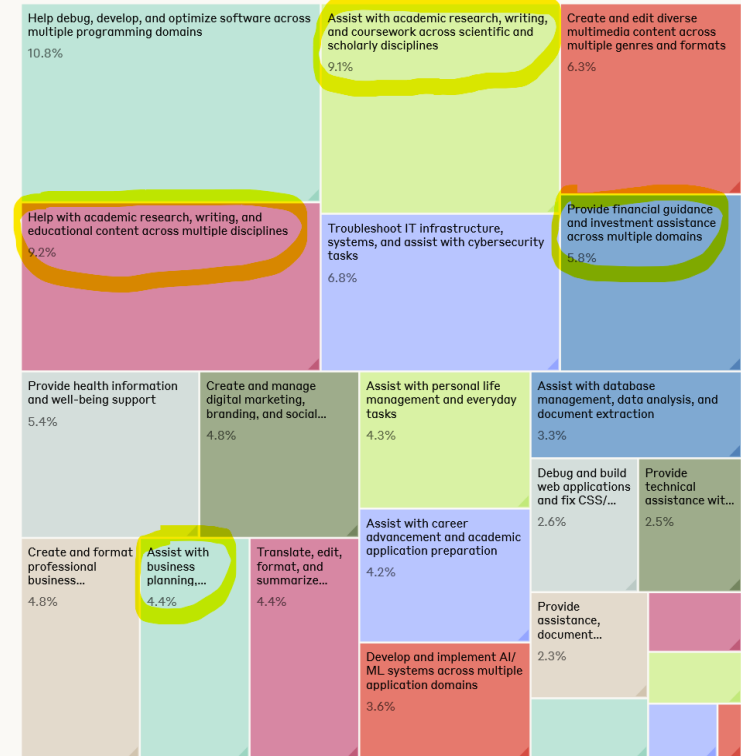 Help debug, develop, and optimize software across
multiple programming domains
10.8%
Assist with academic research, writing,
and coursework across scientific and
scholarly disciplines
9.1%
Create and edit diverse
multimedia content across
multiple genres and formats
6.3%
Help with academic research, writing, and
educational content across multiple disciplines
9.2%
Troubleshoot IT infrastructure,
systems, and assist with cybersecurity
tasks
6.8%
Provide financial guidance
and investment assistance
across multiple domains
5.8%
Provide health information
and well-being support
5.4%
Create and manage
digital marketing,
branding, and social...
4.8%
Assist with personal life
management and everyday
tasks
4.3%
Assist with database
management, data analysis, and
document extraction
3.3%
Debug and build
web applications
and fix CSS/...
2.6%
Provide
technical
assistance wit...
2.5%
Assist with career
advancement and academic
application preparation
4.2%
Create and format
professional
business...
4.8%
Assist with
business
planning,...
4.4%
Translate, edit,
format, and
summarize...
4.4%
Provide
assistance,
document...
2.3%
Develop and implement AI/
ML systems across multiple
application domains
3.6%